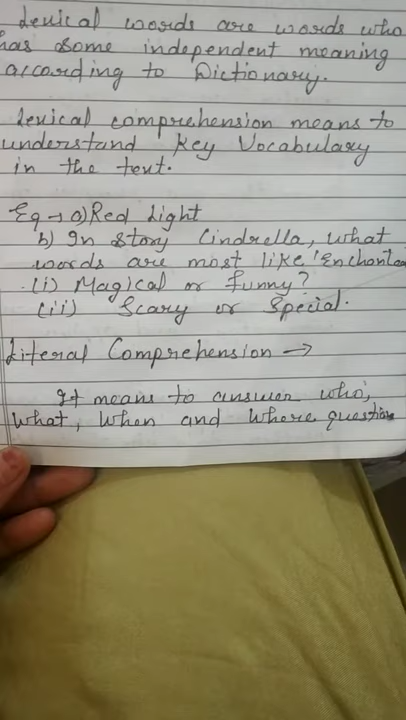 Lexical words are words who
has some independent meaning
according to Dictionary.
Lexical comprehension means to
understand key Vocabulary
in the text.
Eg → a) Red Light
b) In story Cindrella, what
words are most like 'Enchanted
(i) Magical or funny?
(ii) Scary or Special.
Literal Comprehension →
It means to answer who,
What, When and Where questions